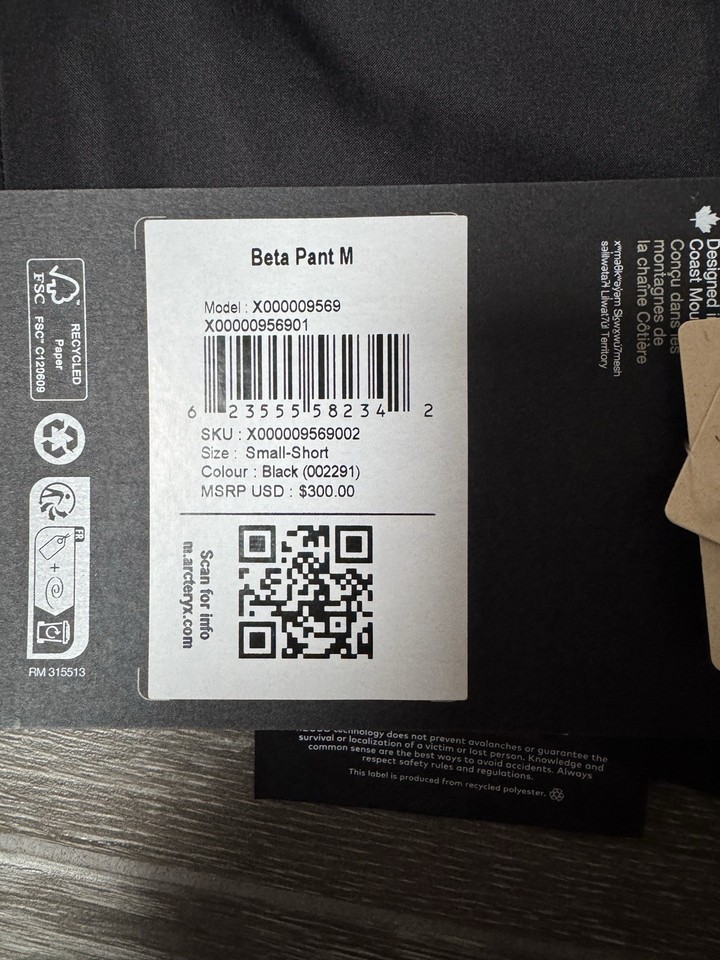 Beta Pant M
Model : X000009569
X00000956901
6 23555 58234 2
SKU : X000009569002
Size : Small-Short
Colour : Black (002291)
MSRP USD : $300.00
Scan for info
m.arcteryx.com
FSC
RECYCLED
Paper
FSC® C120609
FR
RM 315513
Designed
Coast Mou
Conçu dans les
montagnes de
la chaîne Côtière
Territory
technology does not prevent avalanches or guarantee the
survival or localization of a victim or lost person. Knowledge and
common sense are the best ways to avoid accidents. Always
respect safety rules and regulations.
This label is produced from recycled polyester.